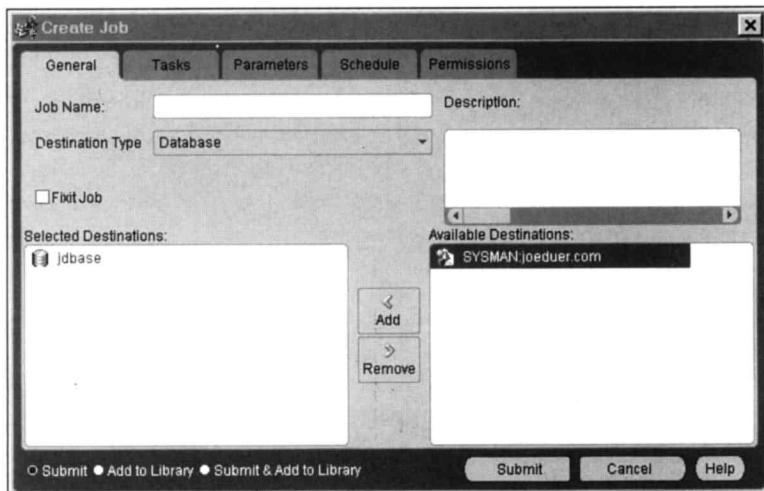 Create Job
General Tasks Parameters Schedule Permissions
Job Name:
Description:
Destination Type Database
Fixit Job
Selected Destinations:
Available Destinations:
jdbase
SYSMAN:joeduer.com
Add
Remove
Submit Add to Library Submit & Add to Library
Submit Cancel Help